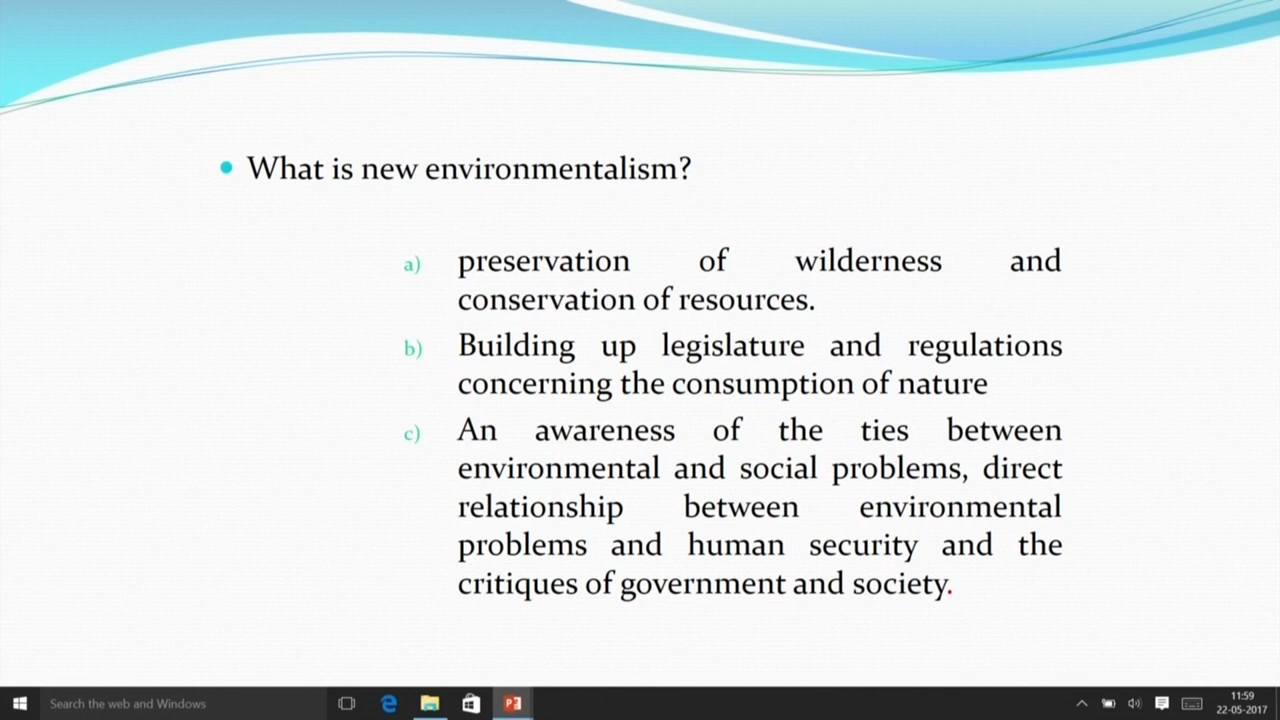 What is new environmentalism?
a) preservation of wilderness and
conservation of resources.
b) Building up legislature and regulations
concerning the consumption of nature
c) An awareness of the ties between
environmental and social problems, direct
relationship between environmental
problems and human security and the
critiques of government and society.
Search the web and Windows
11:59
22-05-2017